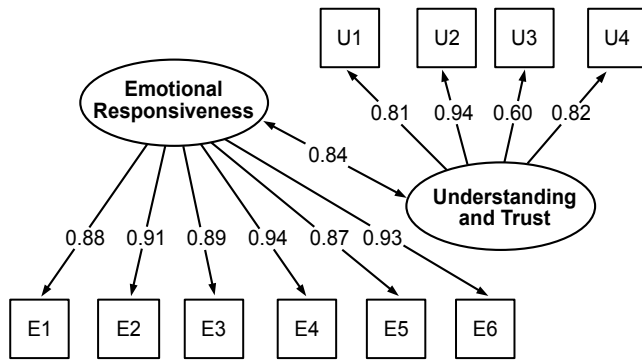 U1 U2 U3 U4
Emotional
Responsiveness
0.81 0.94 0.60 0.82
0.84
Understanding
and Trust
0.88 0.91 0.89 0.94 0.87 0.93
E1 E2 E3 E4 E5 E6